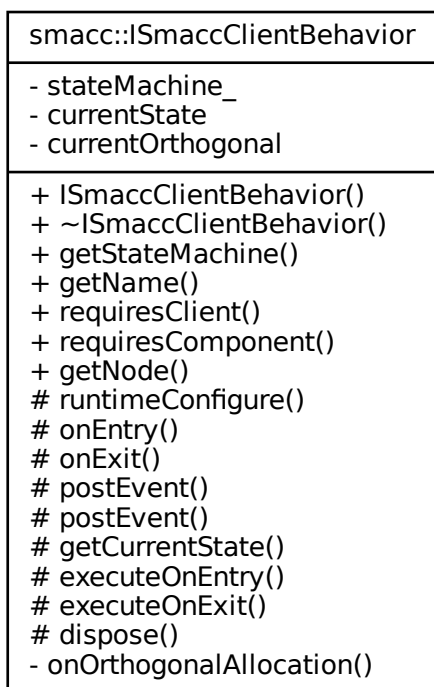 smacc::ISmaccClientBehavior
- stateMachine_
- currentState
- currentOrthogonal
+ ISmaccClientBehavior()
+ ~ISmaccClientBehavior()
+ getStateMachine()
+ getName()
+ requiresClient()
+ requiresComponent()
+ getNode()
# runtimeConfigure()
# onEntry()
# onExit()
# postEvent()
# postEvent()
# getCurrentState()
# executeOnEntry()
# executeOnExit()
# dispose()
- onOrthogonalAllocation()